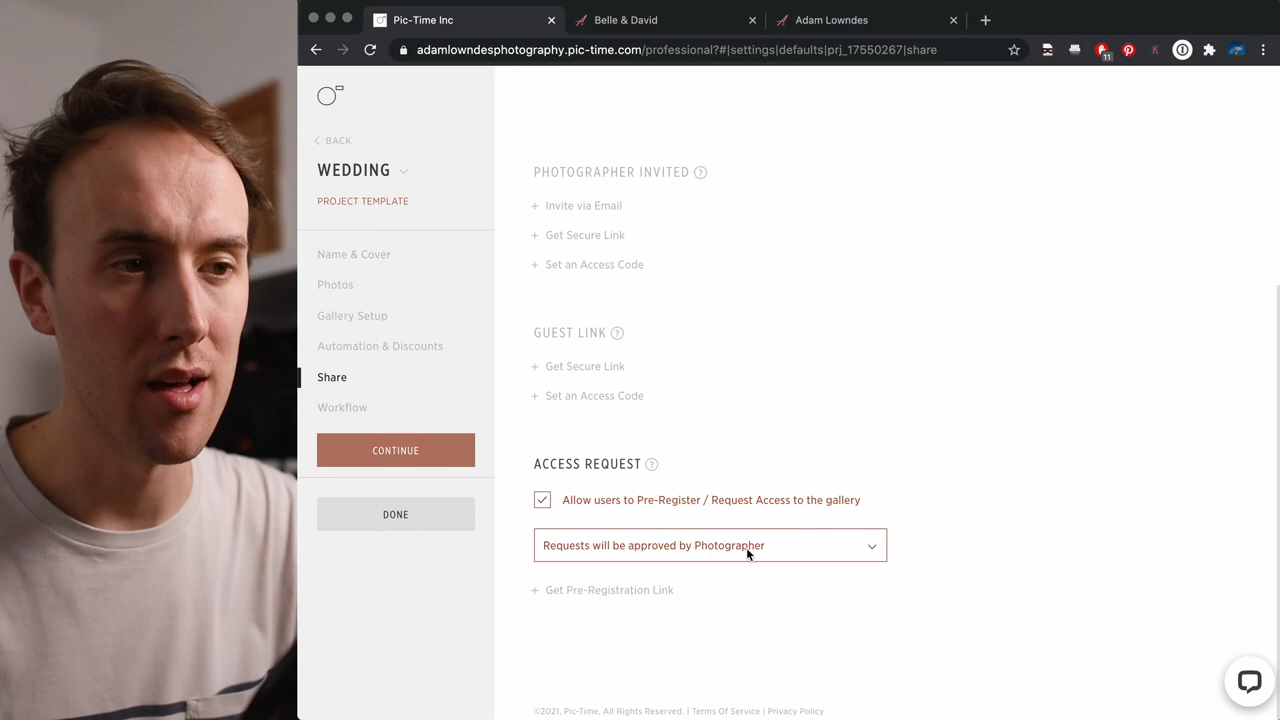 Pic-Time Inc
Belle & David
Adam Lowndes
adamlowndesphotography.pic-time.com/professional?#|settings|defaults|prj_17550267|share
11
BACK
WEDDING
PROJECT TEMPLATE
Name & Cover
Photos
Gallery Setup
Automation & Discounts
Share
Workflow
CONTINUE
DONE
PHOTOGRAPHER INVITED ?
+ Invite via Email
+ Get Secure Link
+ Set an Access Code
GUEST LINK ?
+ Get Secure Link
+ Set an Access Code
ACCESS REQUEST ?
Allow users to Pre-Register / Request Access to the gallery
Requests will be approved by Photographer
+ Get Pre-Registration Link
©2021, Pic-Time, All Rights Reserved. | Terms Of Service | Privacy Policy